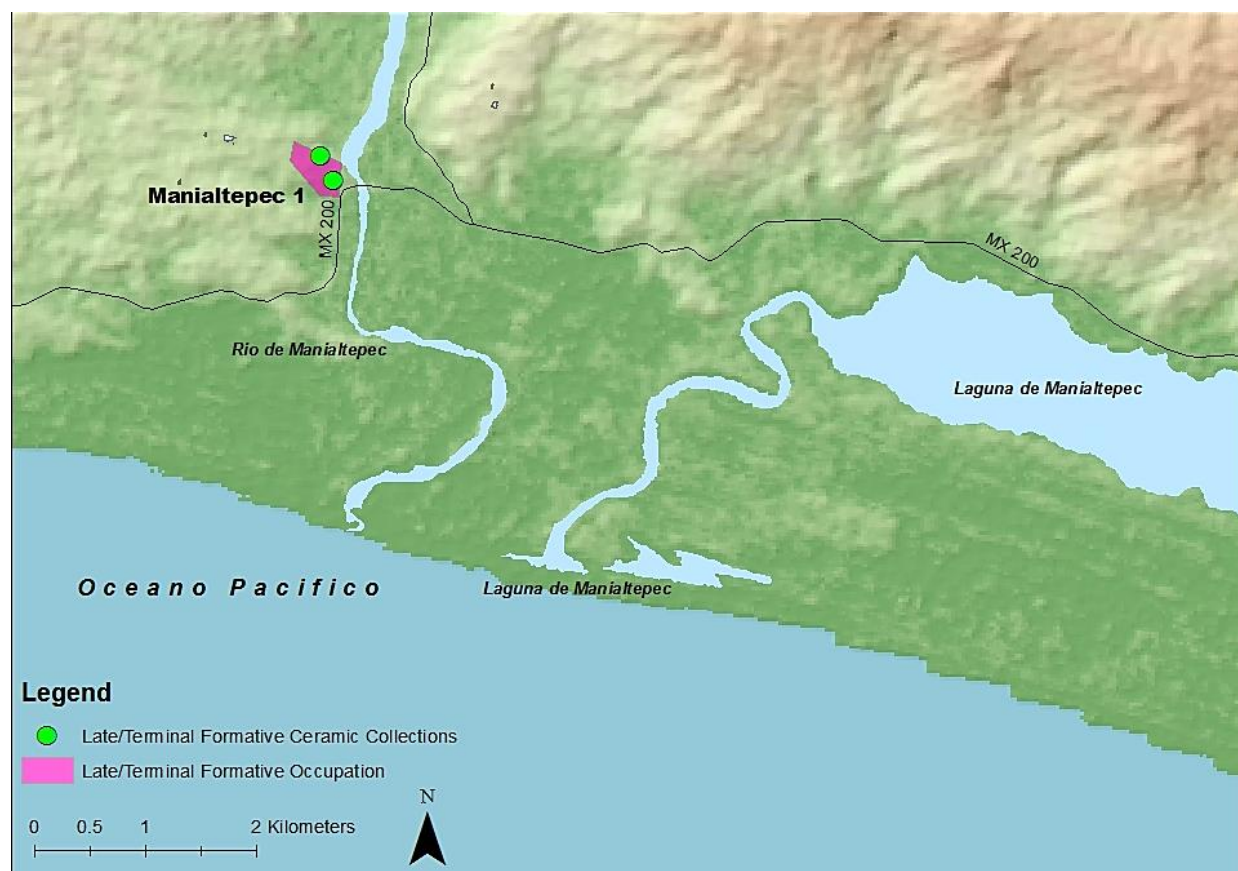 Manialtepec 1
MX 200
MX 200
Rio de Manialtepec
Laguna de Manialtepec
Oceano Pacifico
Laguna de Manialtepec
Legend
Late/Terminal Formative Ceramic Collections
Late/Terminal Formative Occupation
N
0 0.5 1 2 Kilometers